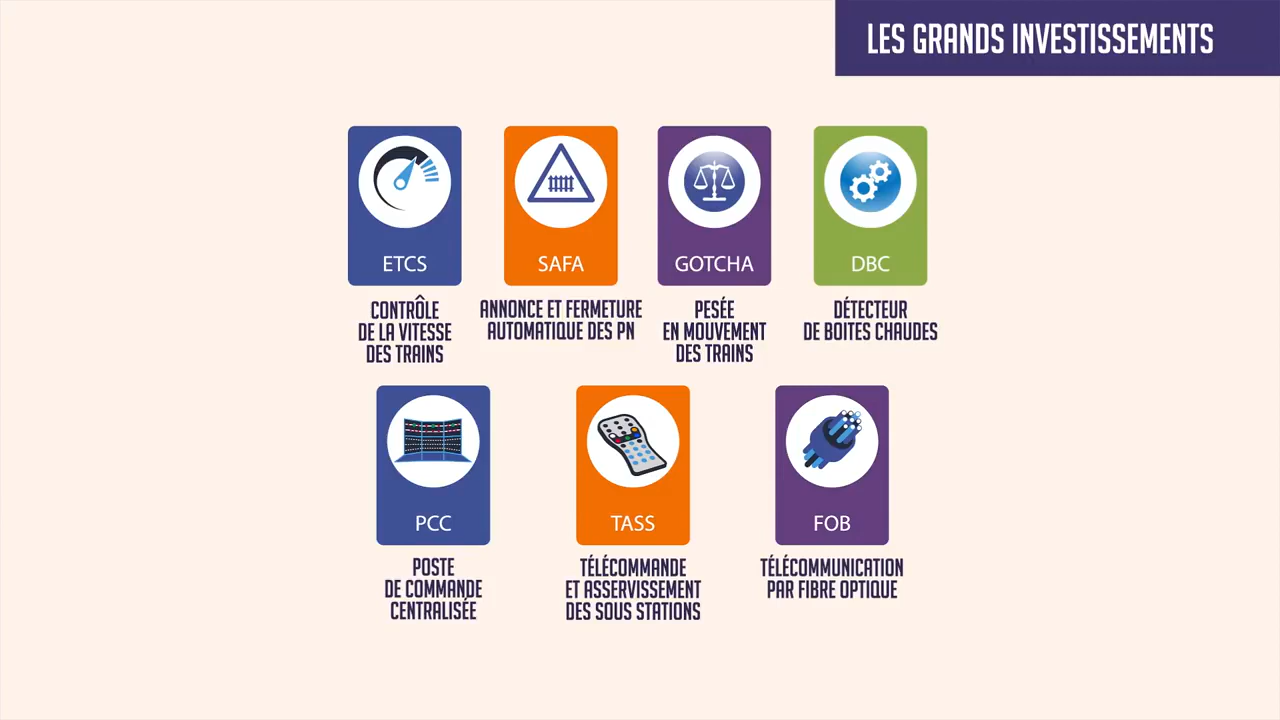 LES GRANDS INVESTISSEMENTS
ETCS
CONTRÔLE
DE LA VITESSE
DES TRAINS
SAFA
ANNONCE ET FERMETURE
AUTOMATIQUE DES PN
GOTCHA
PESÉE
EN MOUVEMENT
DES TRAINS
DBC
DÉTECTEUR
DE BOITES CHAUDES
PCC
POSTE
DE COMMANDE
CENTRALISÉE
TASS
TÉLÉCOMMANDE
ET ASSERVISSEMENT
DES SOUS STATIONS
FOB
TÉLÉCOMMUNICATION
PAR FIBRE OPTIQUE